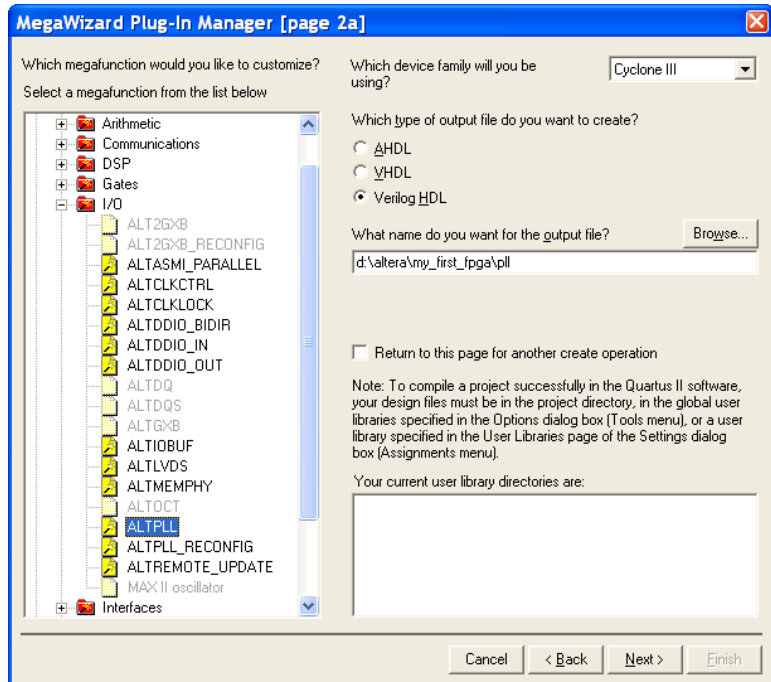 MegaWizard Plug-In Manager [page 2a]
Which megafunction would you like to customize?
Select a megafunction from the list below
Arithmetic
Communications
DSP
Gates
I/O
ALT2GXB
ALT2GXB_RECONFIG
ALTASMI_PARALLEL
ALTCLKCTRL
ALTCLKLOCK
ALTDDIO_BIDIR
ALTDDIO_IN
ALTDDIO_OUT
ALTDQ
ALTDQS
ALTGXB
ALTIOBUF
ALTLVDS
ALTMEMPHY
ALTOCT
ALTPLL
ALTPLL_RECONFIG
ALTREMOTE_UPDATE
MAX II oscillator
Interfaces
Which device family will you be
using?
Cyclone III
Which type of output file do you want to create?
AHDL
VHDL
Verilog HDL
What name do you want for the output file?
Browse...
d:\altera\my_first_fpga\pll
Return to this page for another create operation
Note: To compile a project successfully in the Quartus II software,
your design files must be in the project directory, in the global user
libraries specified in the Options dialog box (Tools menu), or a user
library specified in the User Libraries page of the Settings dialog
box (Assignments menu).
Your current user library directories are:
Cancel
< Back
Next >
Finish